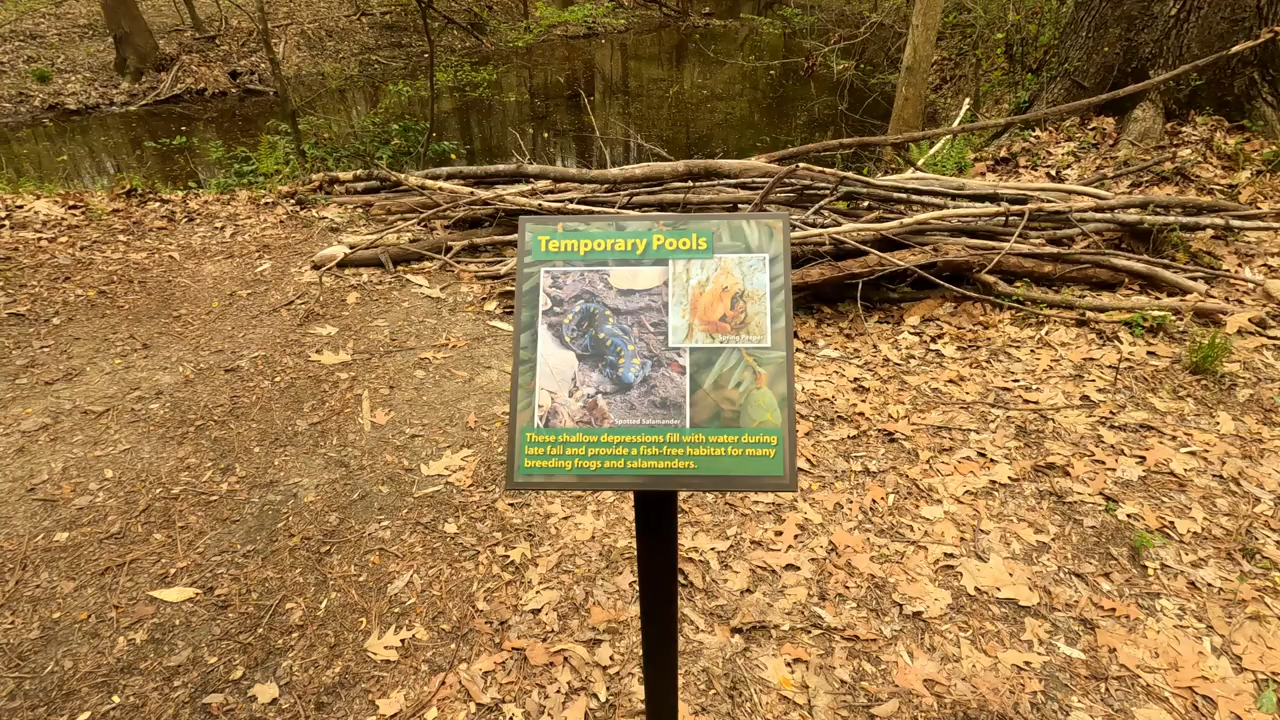 Temporary Pools
Spring Peeper
Spotted Salamander
These shallow depressions fill with water during
late fall and provide a fish-free habitat for many
breeding frogs and salamanders.